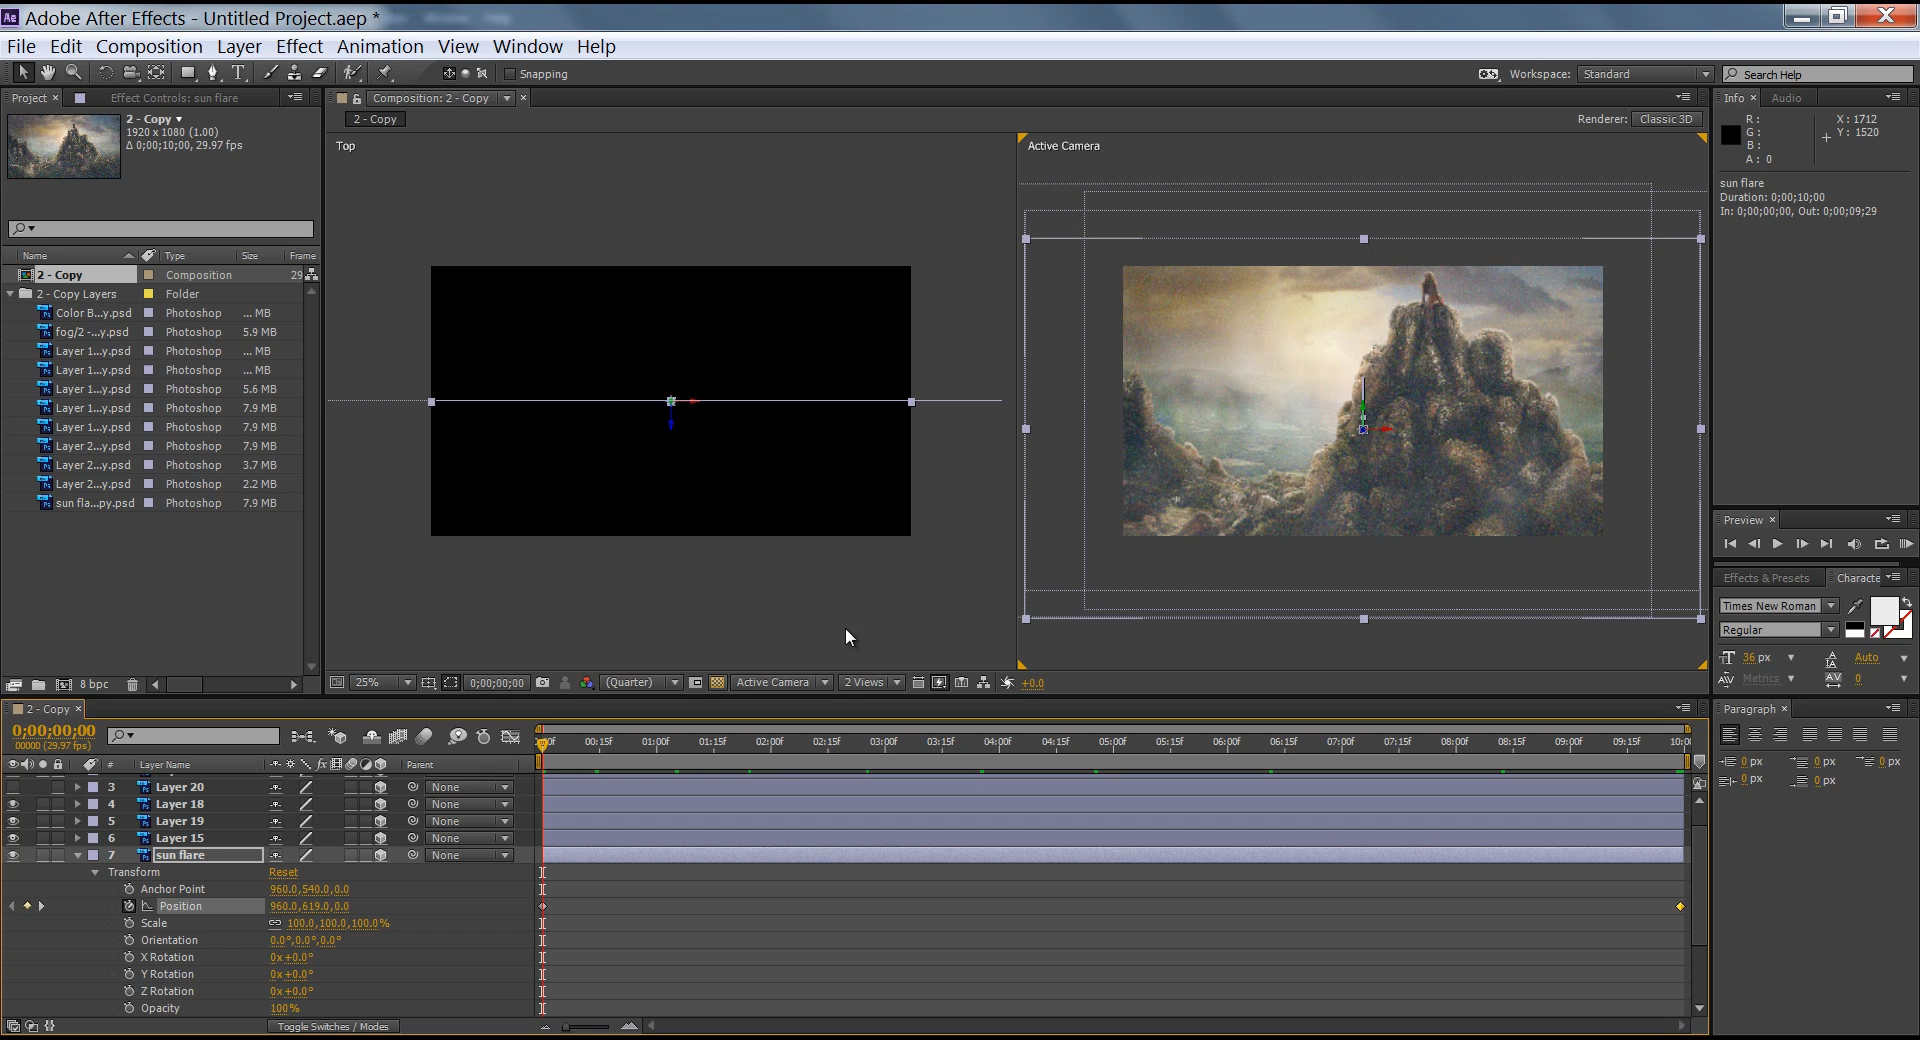 Ae Adobe After Effects - Untitled Project.aep *
File Edit Composition Layer Effect Animation View Window Help
T Snapping Workspace: Standard Search Help
Project × Effect Controls: sun flare
2 - Copy
1920 x 1080 (1.00)
Δ 0;00;10;00, 29.97 fps
Name Type Size Frame
2 - Copy Composition 29
2 - Copy Layers Folder
Color B...y.psd Photoshop ... MB
fog/2 -...y.psd Photoshop 5.9 MB
Layer 1...y.psd Photoshop ... MB
Layer 1...y.psd Photoshop ... MB
Layer 1...y.psd Photoshop 5.6 MB
Layer 1...y.psd Photoshop 7.9 MB
Layer 1...y.psd Photoshop 7.9 MB
Layer 2...y.psd Photoshop 7.9 MB
Layer 2...y.psd Photoshop 3.7 MB
Layer 2...y.psd Photoshop 2.2 MB
sun fla...py.psd Photoshop 7.9 MB
8 bpc
Composition: 2 - Copy ×
2 - Copy
Renderer: Classic 3D
Top
Active Camera
25% 0;00;00;00 (Quarter) Active Camera 2 Views +0.0
Info × Audio
R :
G :
B :
A : 0
X : 1712
Y : 1520
sun flare
Duration: 0;00;10;00
In: 0;00;00;00, Out: 0;00;09;29
Preview ×
Effects & Presets Characte
Times New Roman
Regular
36 px Auto
Metrics 0
Paragraph ×
0 px 0 px 0 px
0 px 0 px
2 - Copy ×
0;00;00;00
00000 (29.97 fps)
# Layer Name fx Parent
00:15f 01:00f 01:15f 02:00f 02:15f 03:00f 03:15f 04:00f 04:15f 05:00f 05:15f 06:00f 06:15f 07:00f 07:15f 08:00f 08:15f 09:00f 09:15f 10:0
3 Layer 20 None
4 Layer 18 None
5 Layer 19 None
6 Layer 15 None
7 sun flare None
Transform Reset
Anchor Point 960.0,540.0,0.0
Position 960.0,619.0,0.0
Scale 100.0,100.0,100.0%
Orientation 0.0°,0.0°,0.0°
X Rotation 0x+0.0°
Y Rotation 0x+0.0°
Z Rotation 0x+0.0°
Opacity 100%
Toggle Switches / Modes